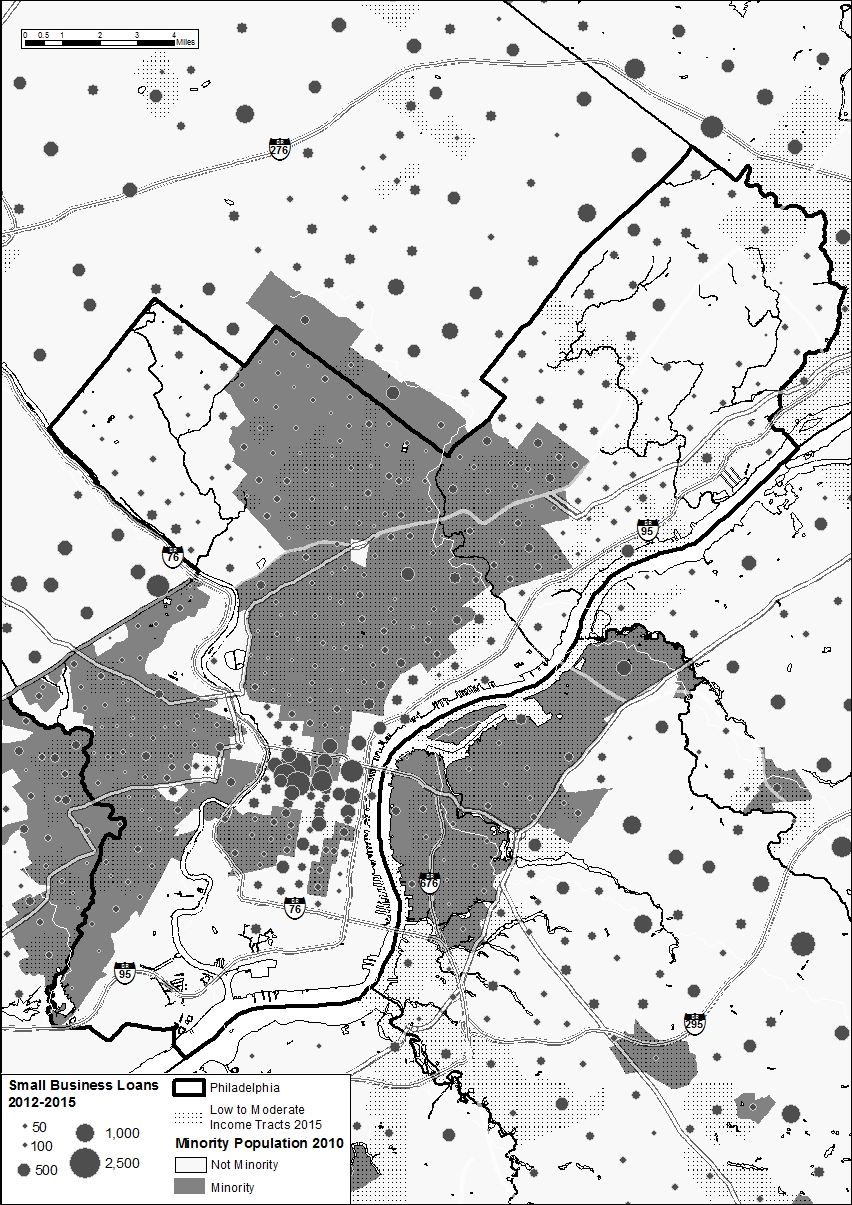 0 0.5 1 2 3 4
Miles
276
76
95
676
76
95
295
Small Business Loans
2012-2015
50
100
500
1,000
2,500
Philadelphia
Low to Moderate
Income Tracts 2015
Minority Population 2010
Not Minority
Minority